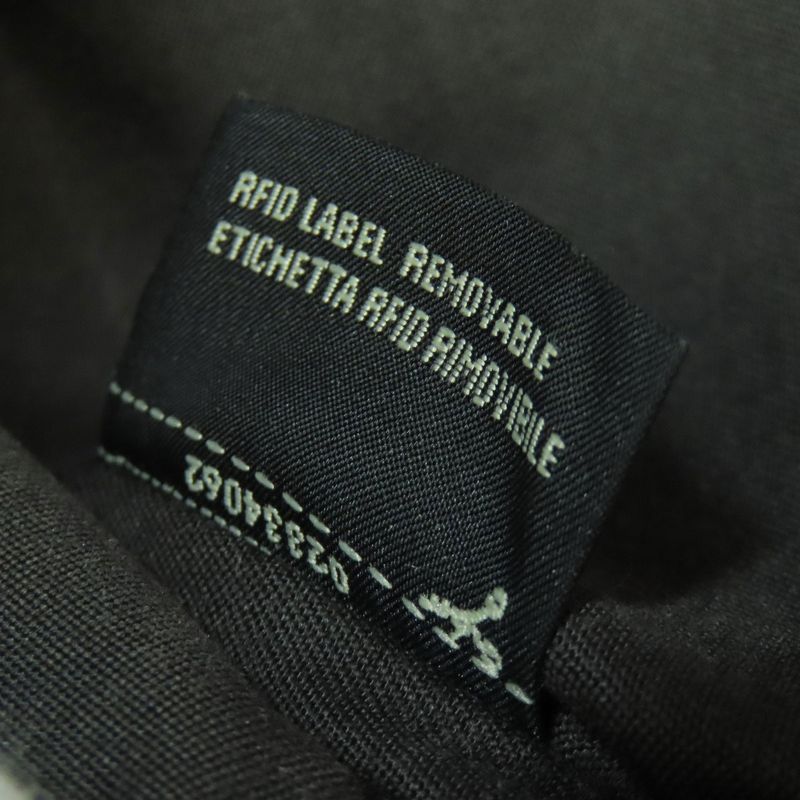 RFID LABEL REMOVABLE
ETICHETTA RFID RIMOVIBILE